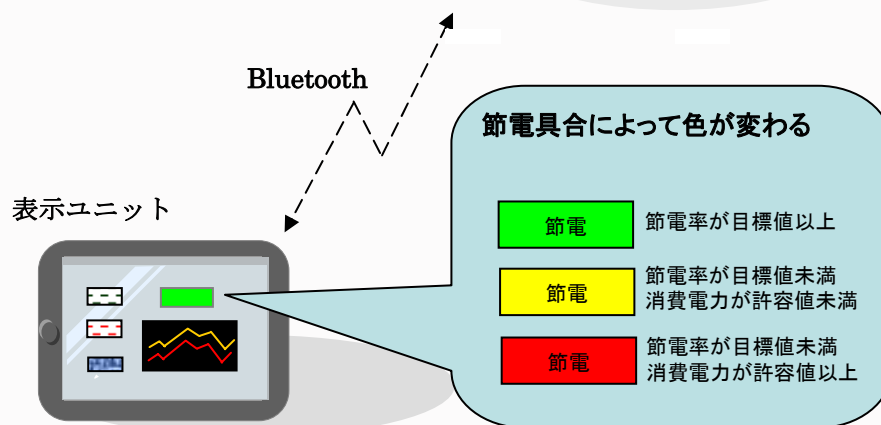 Bluetooth
節電具合によって色が変わる
表示ユニット
節電
節電率が目標値以上
節電
節電率が目標値未満
消費電力が許容値未満
節電
節電率が目標値未満
消費電力が許容値以上